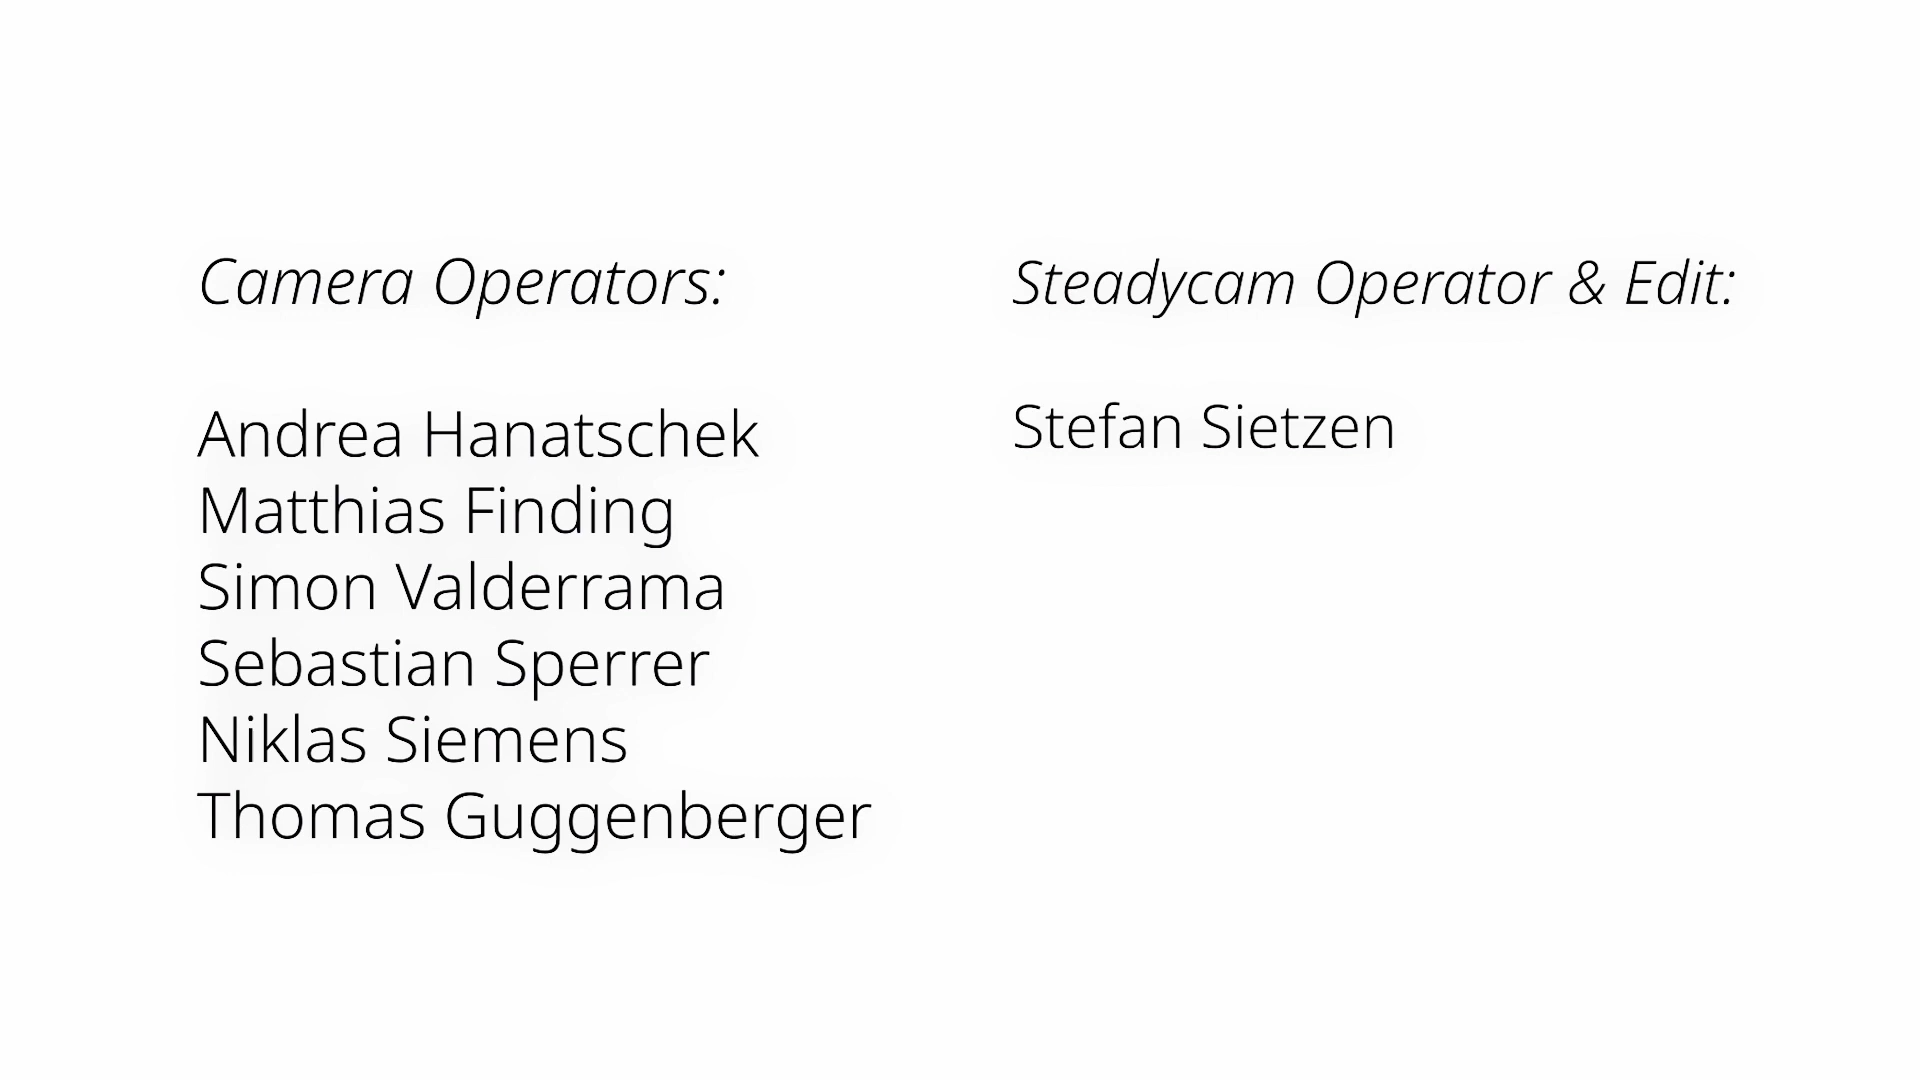 Camera Operators:
Andrea Hanatschek
Matthias Finding
Simon Valderrama
Sebastian Sperrer
Niklas Siemens
Thomas Guggenberger
Steadycam Operator & Edit:
Stefan Sietzen